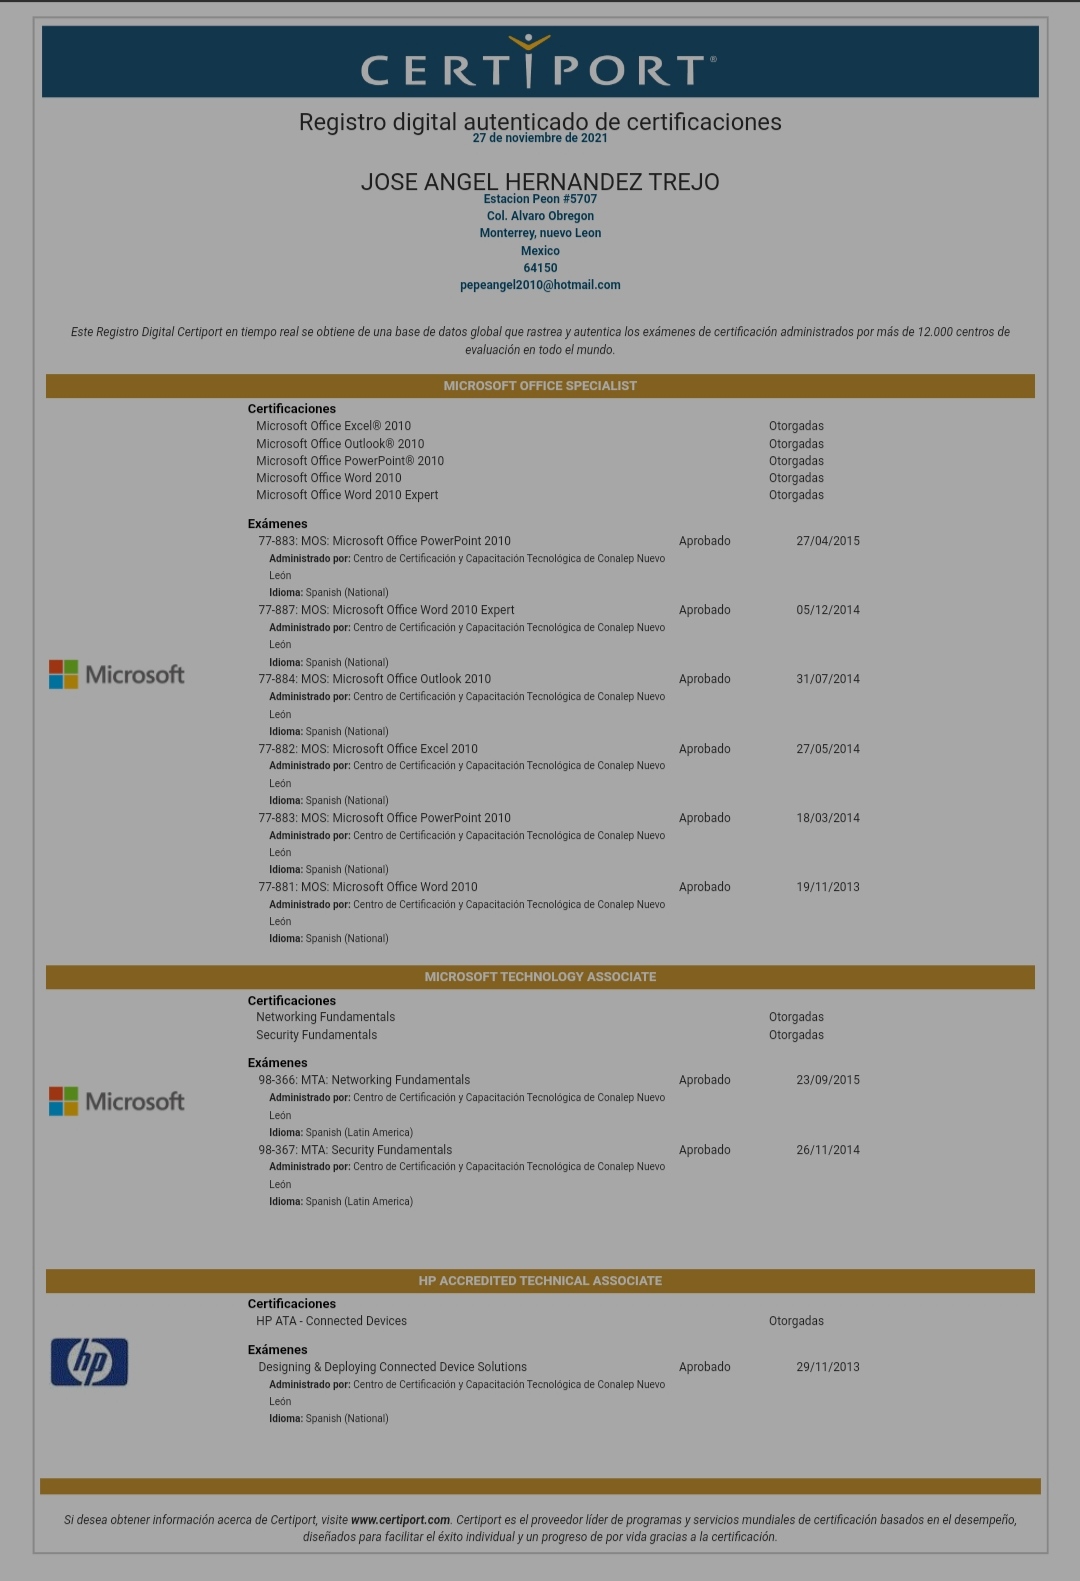 CERTIPORT®
Registro digital autenticado de certificaciones
27 de noviembre de 2021
JOSE ANGEL HERNANDEZ TREJO
Estacion Peon #5707
Col. Alvaro Obregon
Monterrey, nuevo Leon
Mexico
64150
pepeangel2010@hotmail.com
Este Registro Digital Certiport en tiempo real se obtiene de una base de datos global que rastrea y autentica los exámenes de certificación administrados por más de 12.000 centros de
evaluación en todo el mundo.
MICROSOFT OFFICE SPECIALIST
Certificaciones
Microsoft Office Excel® 2010 Otorgadas
Microsoft Office Outlook® 2010 Otorgadas
Microsoft Office PowerPoint® 2010 Otorgadas
Microsoft Office Word 2010 Otorgadas
Microsoft Office Word 2010 Expert Otorgadas
Exámenes
77-883: MOS: Microsoft Office PowerPoint 2010 Aprobado 27/04/2015
Administrado por: Centro de Certificación y Capacitación Tecnológica de Conalep Nuevo
León
Idioma: Spanish (National)
77-887: MOS: Microsoft Office Word 2010 Expert Aprobado 05/12/2014
Administrado por: Centro de Certificación y Capacitación Tecnológica de Conalep Nuevo
León
Idioma: Spanish (National)
Microsoft
77-884: MOS: Microsoft Office Outlook 2010 Aprobado 31/07/2014
Administrado por: Centro de Certificación y Capacitación Tecnológica de Conalep Nuevo
León
Idioma: Spanish (National)
77-882: MOS: Microsoft Office Excel 2010 Aprobado 27/05/2014
Administrado por: Centro de Certificación y Capacitación Tecnológica de Conalep Nuevo
León
Idioma: Spanish (National)
77-883: MOS: Microsoft Office PowerPoint 2010 Aprobado 18/03/2014
Administrado por: Centro de Certificación y Capacitación Tecnológica de Conalep Nuevo
León
Idioma: Spanish (National)
77-881: MOS: Microsoft Office Word 2010 Aprobado 19/11/2013
Administrado por: Centro de Certificación y Capacitación Tecnológica de Conalep Nuevo
León
Idioma: Spanish (National)
MICROSOFT TECHNOLOGY ASSOCIATE
Certificaciones
Networking Fundamentals Otorgadas
Security Fundamentals Otorgadas
Exámenes
98-366: MTA: Networking Fundamentals Aprobado 23/09/2015
Administrado por: Centro de Certificación y Capacitación Tecnológica de Conalep Nuevo
León
Idioma: Spanish (Latin America)
Microsoft
98-367: MTA: Security Fundamentals Aprobado 26/11/2014
Administrado por: Centro de Certificación y Capacitación Tecnológica de Conalep Nuevo
León
Idioma: Spanish (Latin America)
HP ACCREDITED TECHNICAL ASSOCIATE
Certificaciones
HP ATA - Connected Devices Otorgadas
hp
Exámenes
Designing & Deploying Connected Device Solutions Aprobado 29/11/2013
Administrado por: Centro de Certificación y Capacitación Tecnológica de Conalep Nuevo
León
Idioma: Spanish (National)
Si desea obtener información acerca de Certiport, visite www.certiport.com. Certiport es el proveedor líder de programas y servicios mundiales de certificación basados en el desempeño,
diseñados para facilitar el éxito individual y un progreso de por vida gracias a la certificación.